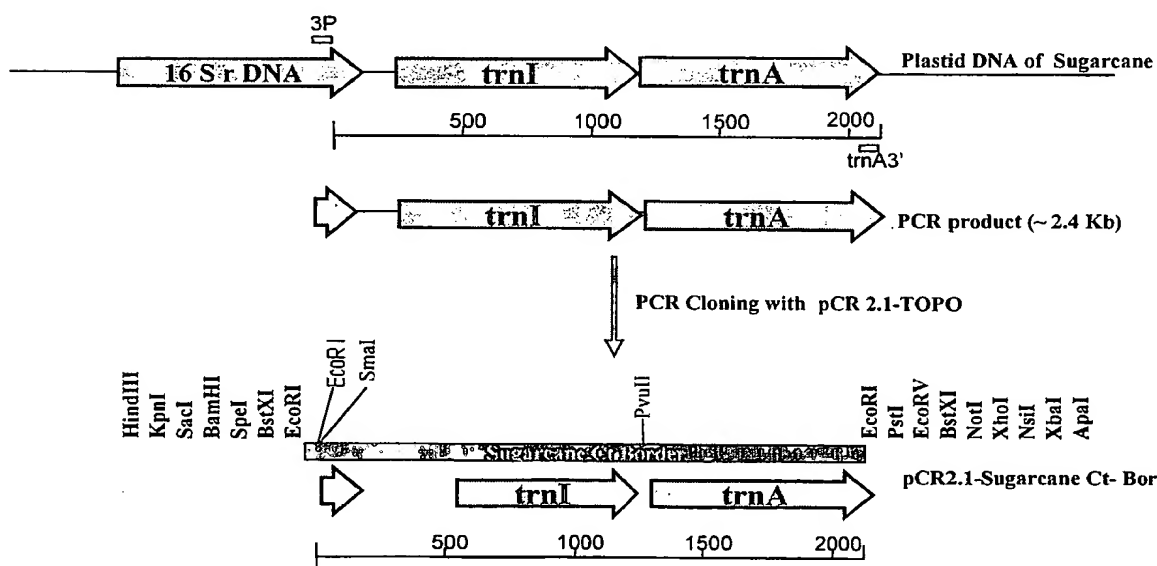 3P
16 S r DNA
trnI
trnA
Plastid DNA of Sugarcane
500
1000
1500
2000
trnA3'
trnI
trnA
PCR product (~ 2.4 Kb)
PCR Cloning with pCR 2.1-TOPO
HindIII
KpnI
SacI
BamHI
SpeI
BstXI
EcoRI
EcoRI
SmaI
PvuII
EcoRI
PstI
EcoRV
BstXI
NotI
XhoI
NsiI
XbaI
ApaI
Sugarcane Ct Border
pCR2.1-Sugarcane Ct- Bor
trnI
trnA
500
1000
1500
2000